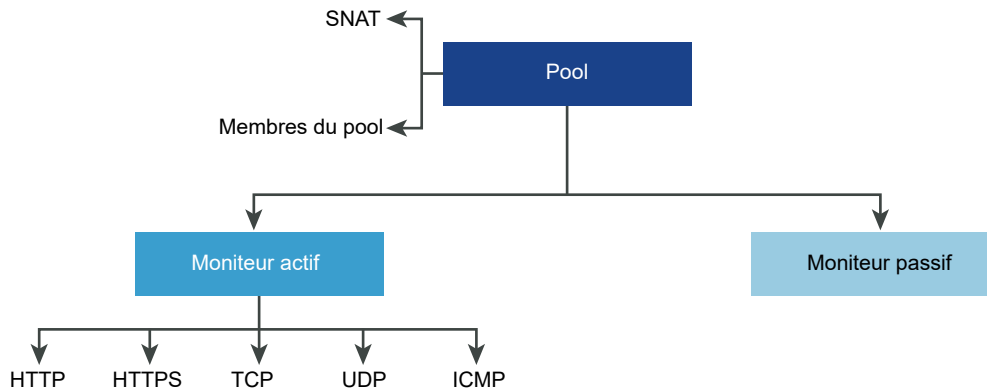 SNAT
Pool
Membres du pool
Moniteur actif
Moniteur passif
HTTP
HTTPS
TCP
UDP
ICMP